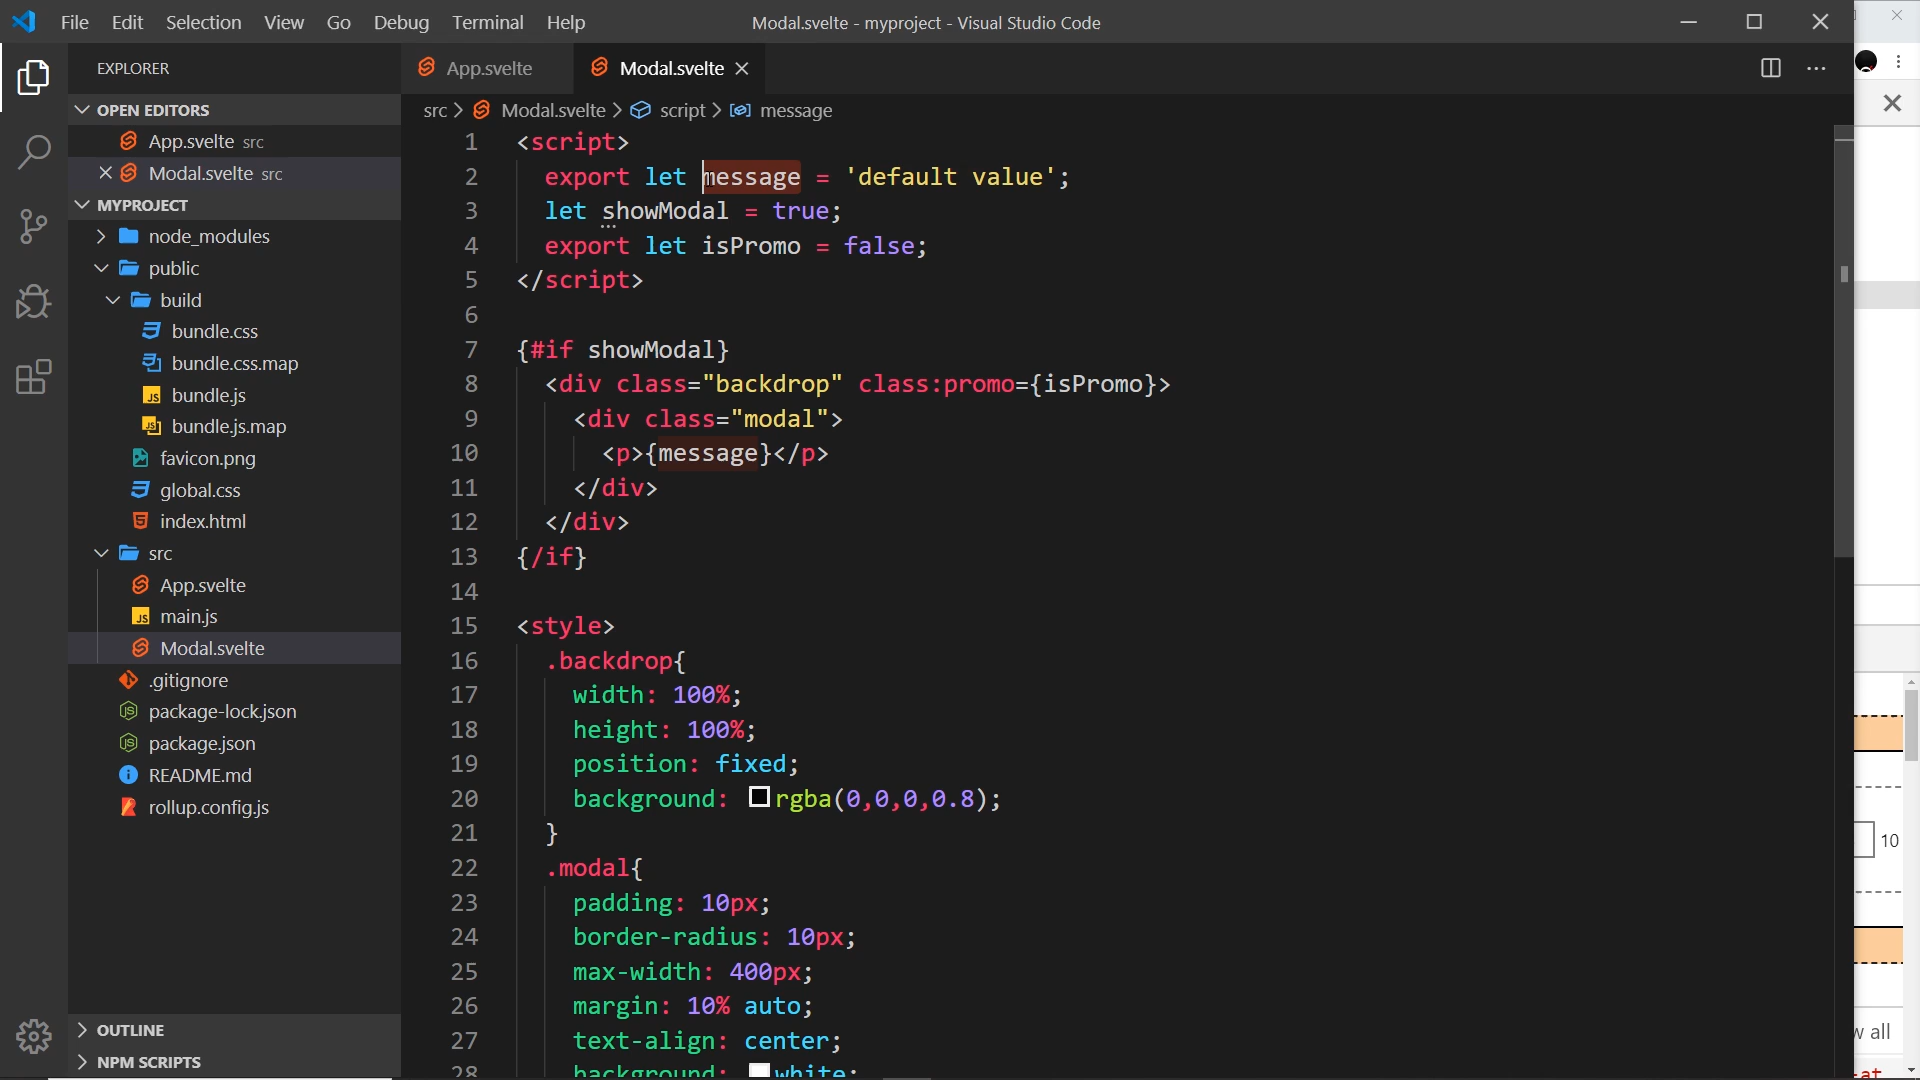 File Edit Selection View Go Debug Terminal Help
Modal.svelte - myproject - Visual Studio Code
EXPLORER
OPEN EDITORS
App.svelte src
Modal.svelte src
MYPROJECT
node_modules
public
build
bundle.css
bundle.css.map
bundle.js
bundle.js.map
favicon.png
global.css
index.html
src
App.svelte
main.js
Modal.svelte
.gitignore
package-lock.json
package.json
README.md
rollup.config.js
OUTLINE
NPM SCRIPTS
App.svelte
Modal.svelte
src > Modal.svelte > script > message
1 <script>
2 export let message = 'default value';
3 let showModal = true;
4 export let isPromo = false;
5 </script>
6
7 {#if showModal}
8 <div class="backdrop" class:promo={isPromo}>
9 <div class="modal">
10 <p>{message}</p>
11 </div>
12 </div>
13 {/if}
14
15 <style>
16 .backdrop{
17 width: 100%;
18 height: 100%;
19 position: fixed;
20 background: rgba(0,0,0,0.8);
21 }
22 .modal{
23 padding: 10px;
24 border-radius: 10px;
25 max-width: 400px;
26 margin: 10% auto;
27 text-align: center;
28 background: white;
10
all